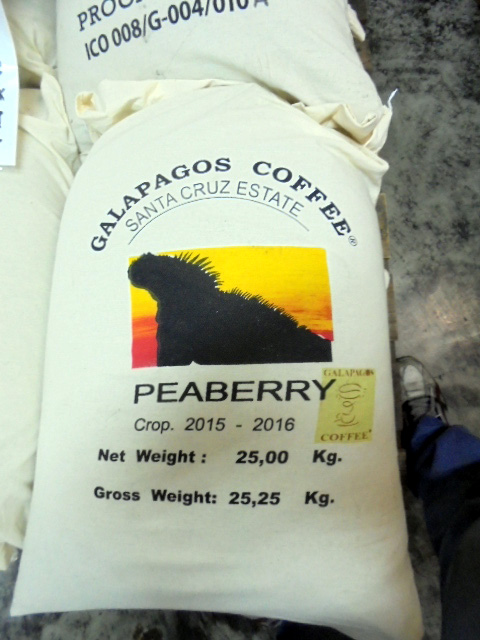 ICO 008/G-004/010 A
GALAPAGOS COFFEE®
SANTA CRUZ ESTATE
PEABERRY
GALAPAGOS
COFFEE
Crop. 2015 - 2016
Net Weight : 25,00 Kg.
Gross Weight: 25,25 Kg.